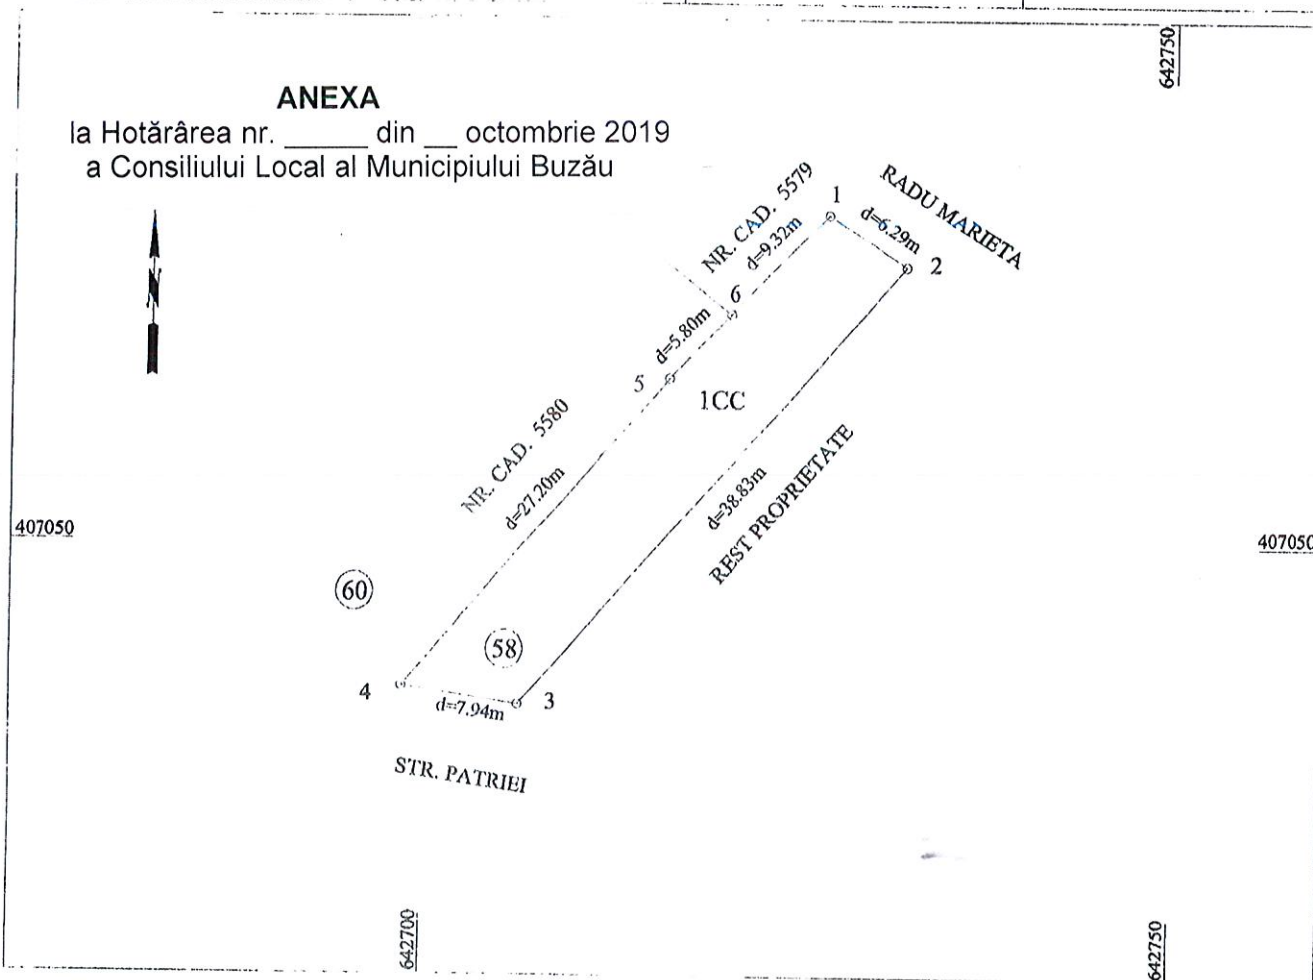 642750
ANEXA
la Hotărârea nr. ______ din __ octombrie 2019
a Consiliului Local al Municipiului Buzău
N
RADU MARIETA
NR. CAD. 5579
1
d=6.29m
d=9.32m
2
6
d=5.80m
5
1CC
NR. CAD. 5580
d=27.20m
d=38.83m
REST PROPRIETATE
407050
407050
60
58
4
d=7.94m
3
STR. PATRIEI
642700
642750